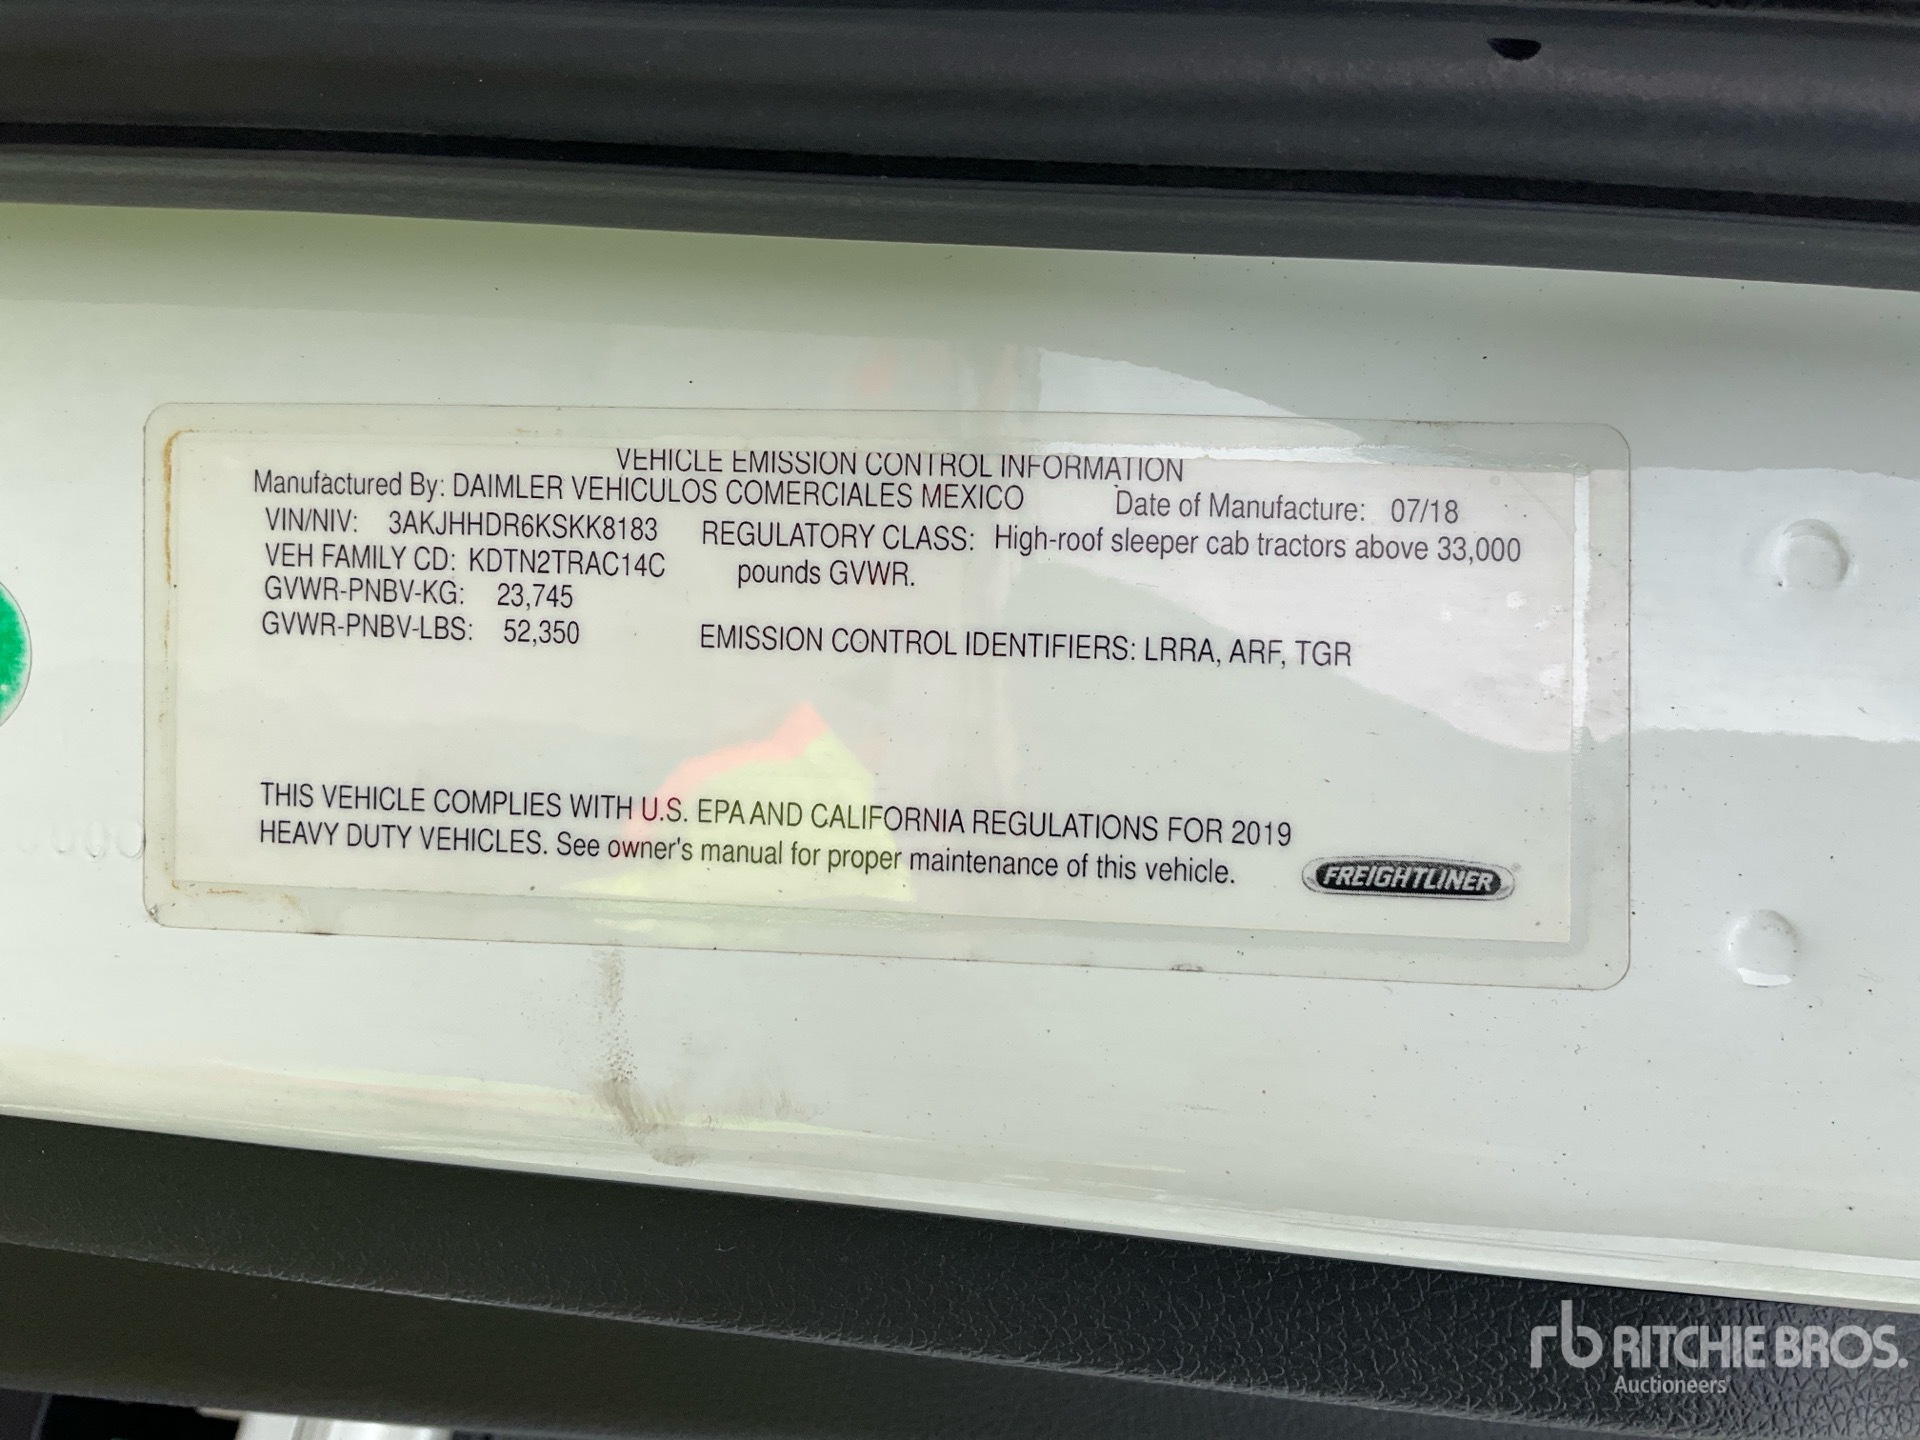 VEHICLE EMISSION CONTROL INFORMATION
Manufactured By: DAIMLER VEHICULOS COMERCIALES MEXICO Date of Manufacture: 07/18
VIN/NIV: 3AKJHHDR6KSKK8183
VEH FAMILY CD: KDTN2TRAC14C
GVWR-PNBV-KG: 23,745
GVWR-PNBV-LBS: 52,350
REGULATORY CLASS: High-roof sleeper cab tractors above 33,000
pounds GVWR.
EMISSION CONTROL IDENTIFIERS: LRRA, ARF, TGR
THIS VEHICLE COMPLIES WITH U.S. EPA AND CALIFORNIA REGULATIONS FOR 2019
HEAVY DUTY VEHICLES. See owner's manual for proper maintenance of this vehicle.
FREIGHTLINER
rb RITCHIE BROS.
Auctioneers